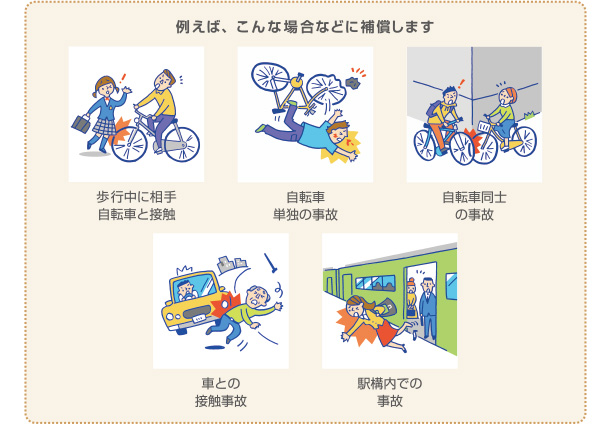 例えば、こんな場合などに補償します
歩行中に相手
自転車と接触
自転車
単独の事故
自転車同士
の事故
車との
接触事故
駅構内での
事故